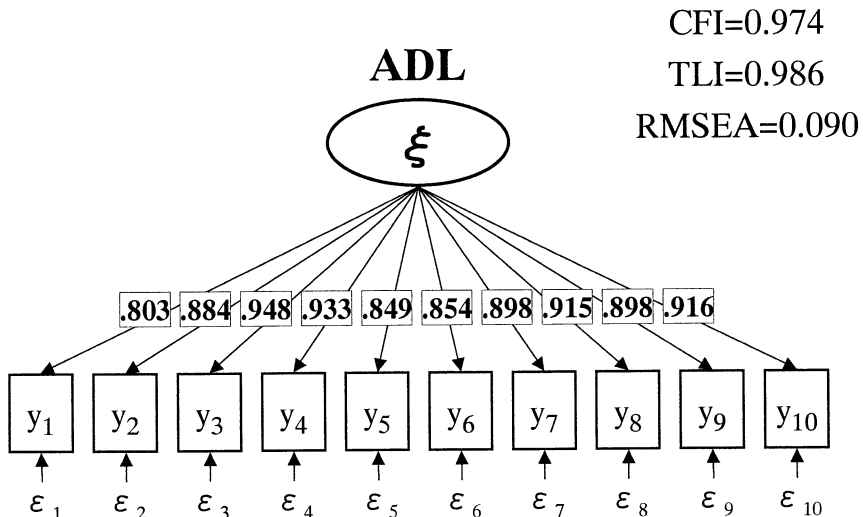 CFI=0.974
TLI=0.986
RMSEA=0.090
ADL
ξ
.803 .884 .948 .933 .849 .854 .898 .915 .898 .916
y1 y2 y3 y4 y5 y6 y7 y8 y9 y10
ε1 ε2 ε3 ε4 ε5 ε6 ε7 ε8 ε9 ε10